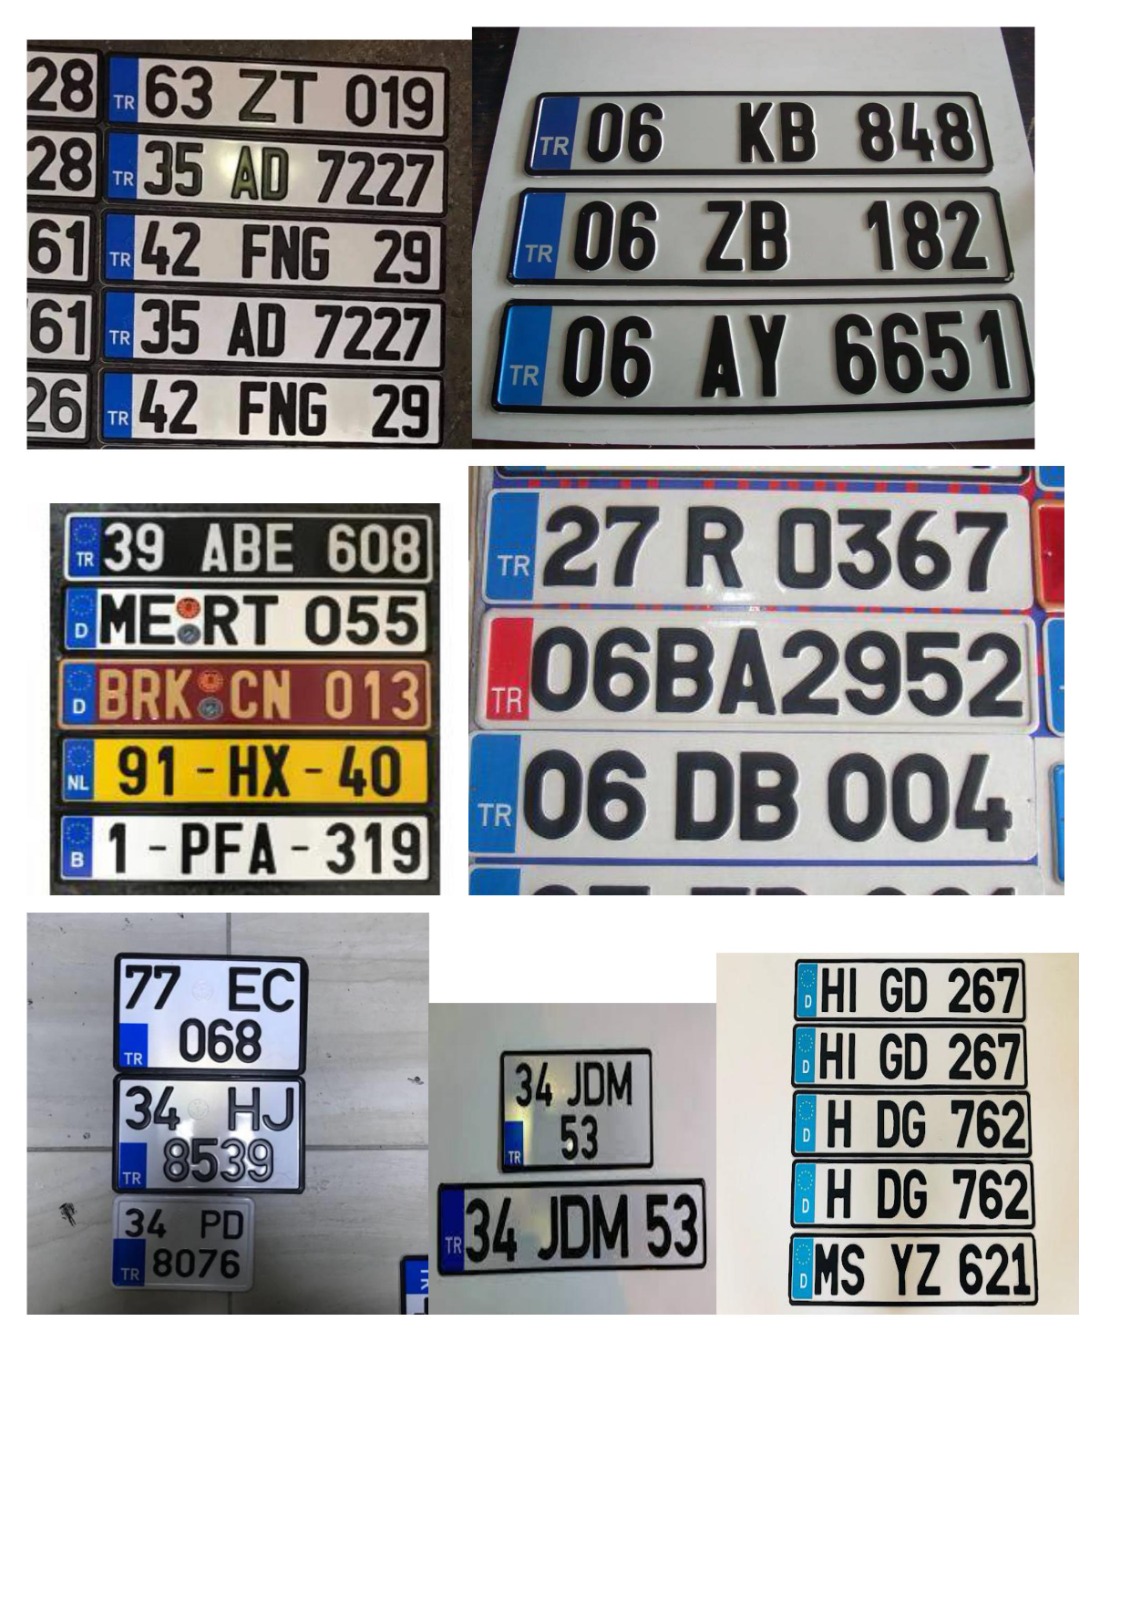 28 TR 63 ZT 019
28 TR 35 AD 7227
61 TR 42 FNG 29
61 TR 35 AD 7227
26 TR 42 FNG 29
TR 06 KB 848
TR 06 ZB 182
TR 06 AY 6651
TR 39 ABE 608
D ME RT 055
D BRK CN 013
NL 91 - HX - 40
B 1 - PFA - 319
TR 27 R 0367
TR 06BA2952
TR 06 DB 004
77 EC
TR 068
34 HJ
TR 8539
34 PD
TR 8076
34 JDM
TR 53
TR 34 JDM 53
D HI GD 267
D HI GD 267
D H DG 762
D H DG 762
D MS YZ 621